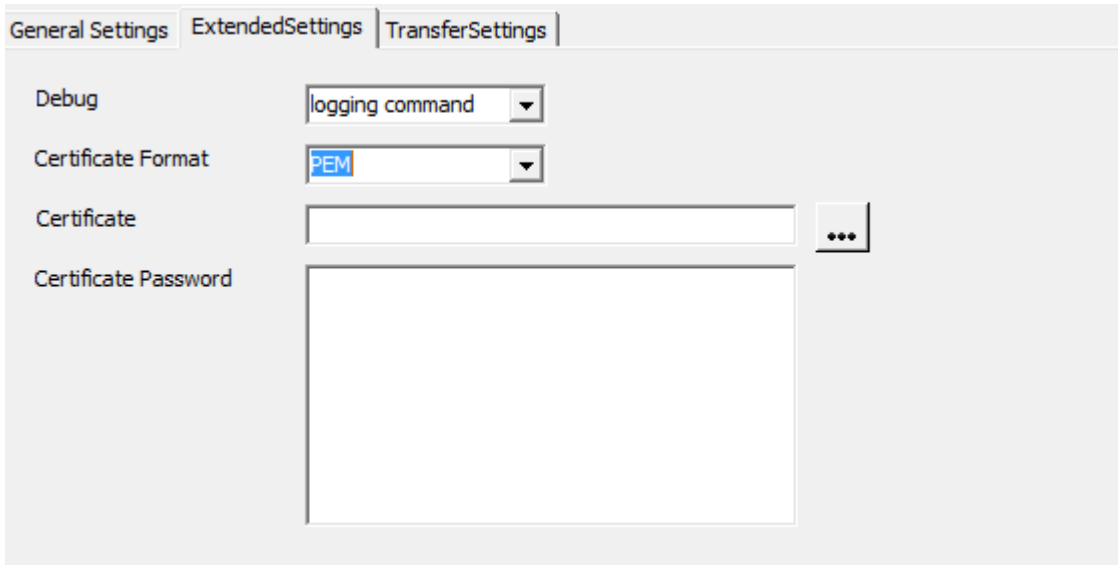 General Settings ExtendedSettings TransferSettings
Debug logging command
Certificate Format PEM
Certificate ...
Certificate Password